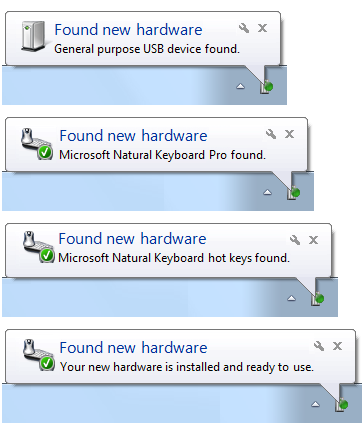 Found new hardware
General purpose USB device found.
Found new hardware
Microsoft Natural Keyboard Pro found.
Found new hardware
Microsoft Natural Keyboard hot keys found.
Found new hardware
Your new hardware is installed and ready to use.